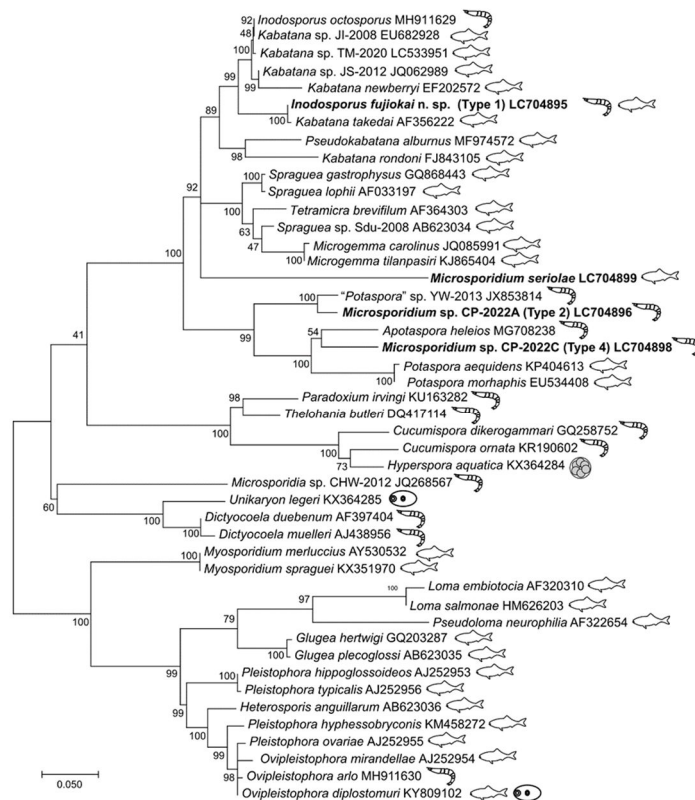 Inodosporus octosporus MH911629
Kabatana sp. JI-2008 EU682928
Kabatana sp. TM-2020 LC533951
Kabatana sp. JS-2012 JQ062989
Kabatana newberryi EF202572
Inodosporus fujiokai n. sp. (Type 1) LC704895
Kabatana takedai AF356222
Pseudokabatana alburnus MF974572
Kabatana rondoni FJ843105
Spraguea gastrophysus GQ868443
Spraguea lophii AF033197
Tetramicra brevifilum AF364303
Spraguea sp. Sdu-2008 AB623034
Microgemma carolinus JQ085991
Microgemma tilanpasiri KJ865404
Microsporidium seriolae LC704899
"Potaspora" sp. YW-2013 JX853814
Microsporidium sp. CP-2022A (Type 2) LC704896
Apotaspora heleios MG708238
Microsporidium sp. CP-2022C (Type 4) LC704898
Potaspora aequidens KP404613
Potaspora morhaphis EU534408
Paradoxium irvingi KU163282
Thelohania butleri DQ417114
Cucumispora dikerogammari GQ258752
Cucumispora ornata KR190602
Hyperspora aquatica KX364284
Microsporidia sp. CHW-2012 JQ268567
Unikaryon legeri KX364285
Dictyocoela duebenum AF397404
Dictyocoela muelleri AJ438956
Myosporidium merluccius AY530532
Myosporidium spraguei KX351970
Loma embiotocia AF320310
Loma salmonae HM626203
Pseudoloma neurophilia AF322654
Glugea hertwigi GQ203287
Glugea plecoglossi AB623035
Pleistophora hippoglossoideos AJ252953
Pleistophora typicalis AJ252956
Heterosporis anguillarum AB623036
Pleistophora hyphessobryconis KM458272
Pleistophora ovariae AJ252955
Ovipleistophora mirandellae AJ252954
Ovipleistophora arlo MH911630
Ovipleistophora diplostomuri KY809102
92
48
100
99
99
100
89
98
92
100
100
63
47
100
100
100
99
54
100
100
41
98
100
100
73
60
100
100
100
100
97
100
79
100
99
100
99
100
99
98
0.050